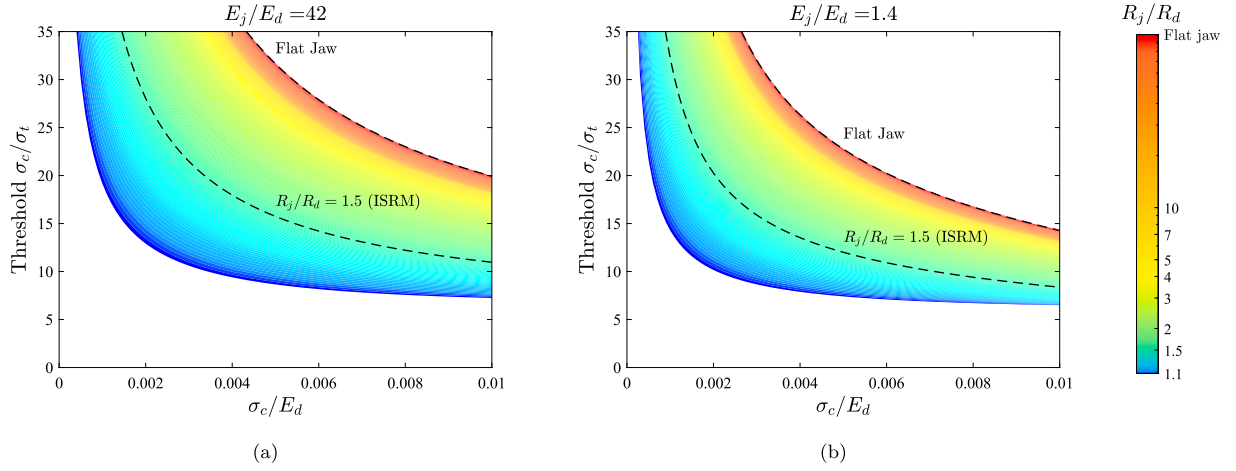 E_j/E_d =42
35
30
25
20
15
10
5
0
Threshold σ_c/σ_t
Flat Jaw
R_j/R_d = 1.5 (ISRM)
0 0.002 0.004 0.006 0.008 0.01
σ_c/E_d
(a)
E_j/E_d =1.4
35
30
25
20
15
10
5
0
Threshold σ_c/σ_t
Flat Jaw
R_j/R_d = 1.5 (ISRM)
0 0.002 0.004 0.006 0.008 0.01
σ_c/E_d
(b)
R_j/R_d
Flat jaw
10
7
5
4
3
2
1.5
1.1